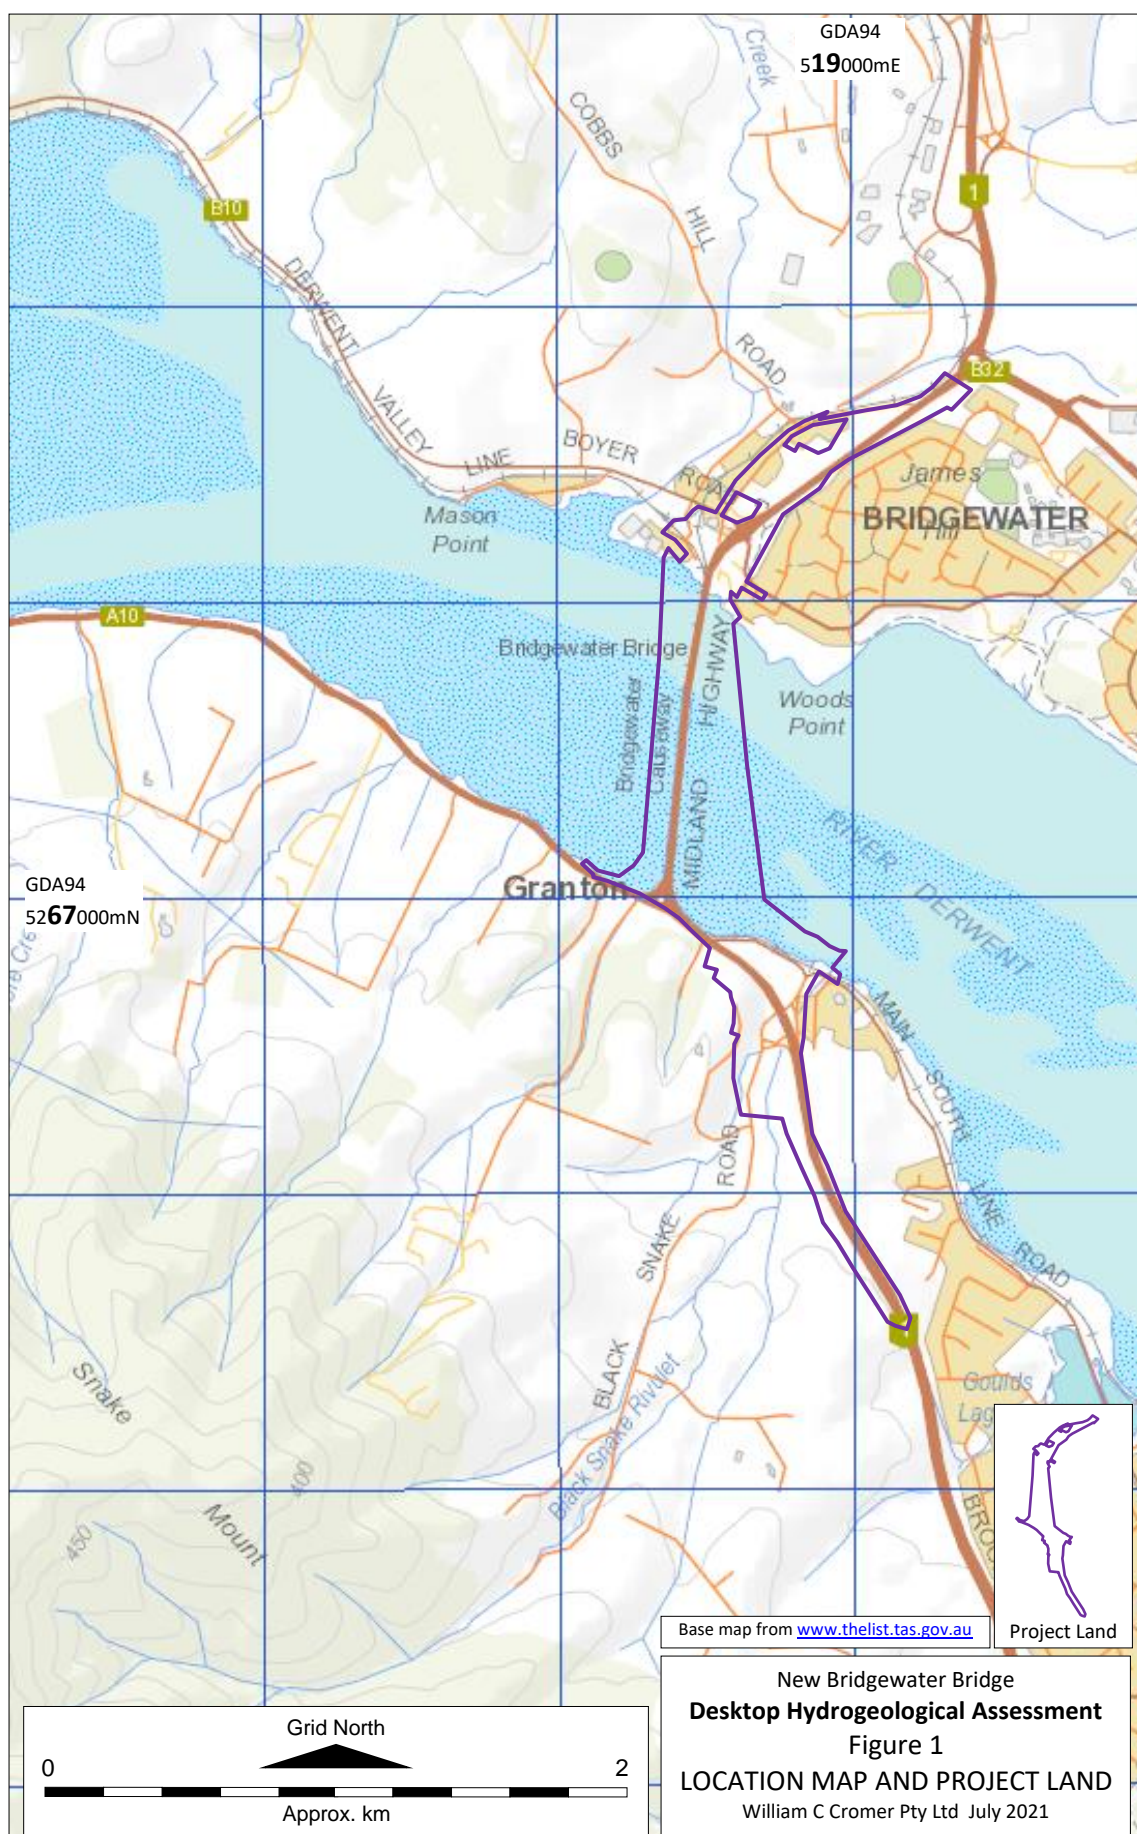 GDA94
519000mE
Creek
COBBS
HILL
ROAD
1
B10
DERWENT
VALLEY
LINE
BOYER
ROAD
B32
James
BRIDGEWATER
Hill
Mason
Point
A10
Bridgewater Bridge
Bridgewater
Causeway
MIDLAND
HIGHWAY
Woods
Point
RIVER
DERWENT
Granton
GDA94
5267000mN
MAIN
SOUTH
LINE
ROAD
ROAD
SNAKE
BLACK
Black Snake Rivulet
Snake
Mount
400
450
Goulds
Lag
BROO
Base map from www.thelist.tas.gov.au
Project Land
Grid North
0 2
Approx. km
New Bridgewater Bridge
Desktop Hydrogeological Assessment
Figure 1
LOCATION MAP AND PROJECT LAND
William C Cromer Pty Ltd July 2021